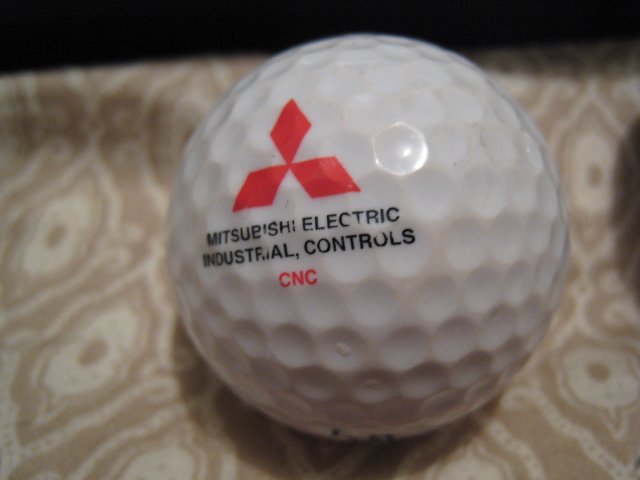 MITSUBISHI ELECTRIC
INDUSTRIAL, CONTROLS
CNC